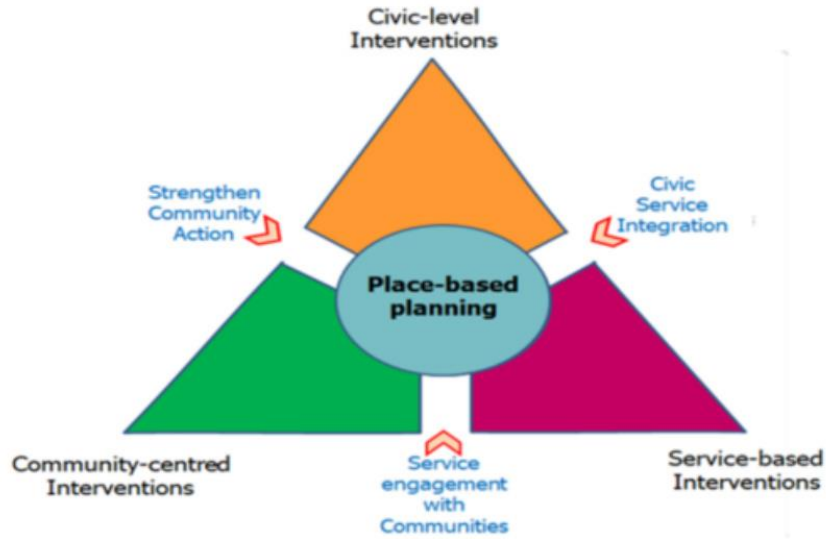 Civic-level
Interventions
Strengthen
Community
Action
Civic
Service
Integration
Place-based
planning
Community-centred
Interventions
Service
engagement
with
Communities
Service-based
Interventions